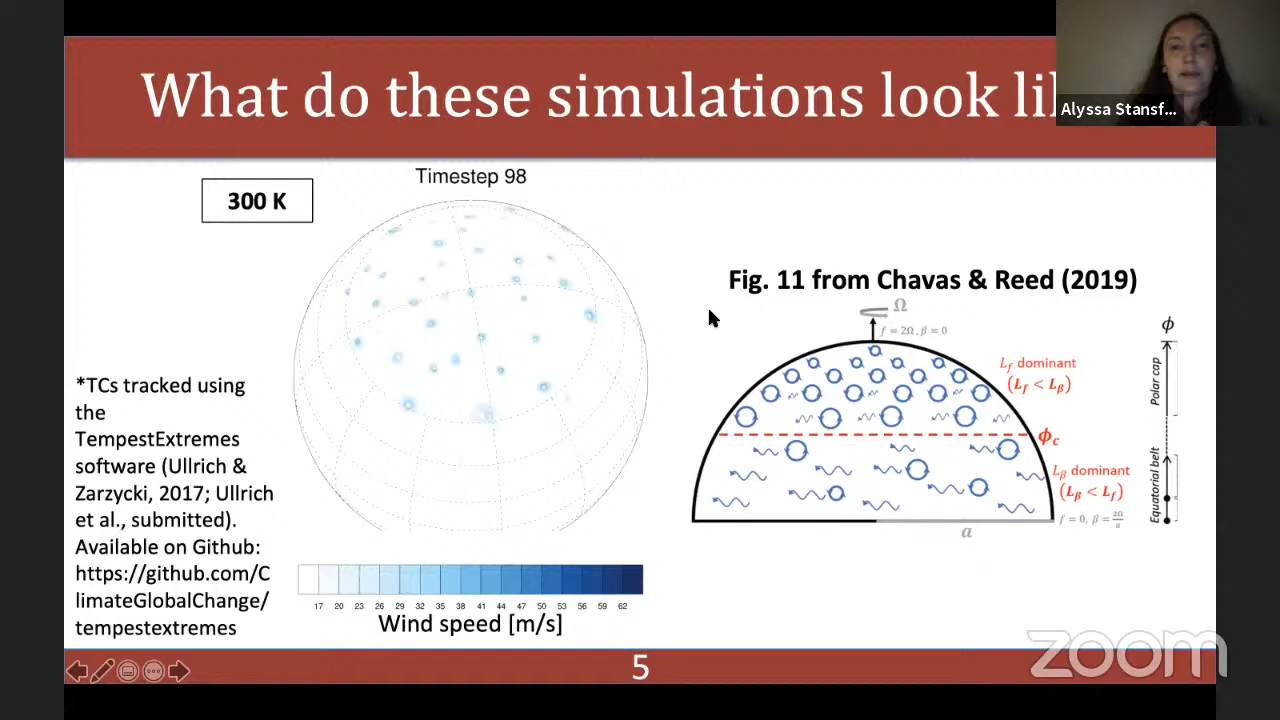 What do these simulations look li
Alyssa Stansf...
Timestep 98
300 K
Fig. 11 from Chavas & Reed (2019)
Ω
f = 2Ω, β = 0
ϕ
L_f dominant
(L_f < L_β)
Polar cap
ϕ_c
L_β dominant
(L_β < L_f)
Equatorial belt
f = 0, β = 2Ω/a
a
*TCs tracked using
the
TempestExtremes
software (Ullrich &
Zarzycki, 2017; Ullrich
et al., submitted).
Available on Github:
https://github.com/C
limateGlobalChange/
tempestextremes
17 20 23 26 29 32 35 38 41 44 47 50 53 56 59 62
Wind speed [m/s]
5
zoom